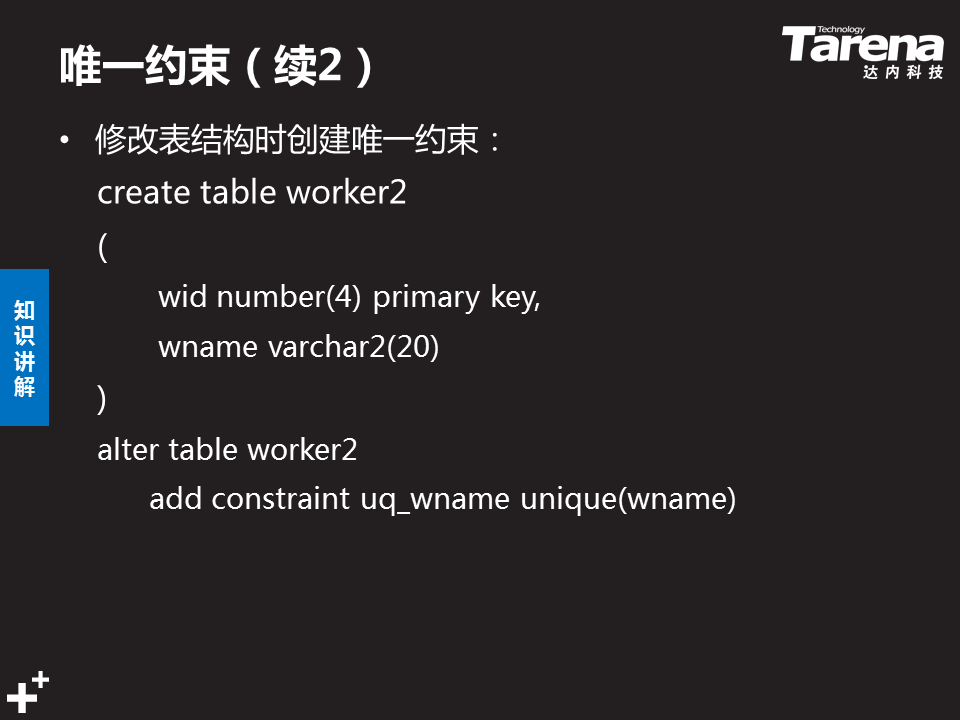 唯一约束（续2）
Technology
Tarena
达内科技
• 修改表结构时创建唯一约束：
create table worker2
(
wid number(4) primary key,
wname varchar2(20)
)
alter table worker2
add constraint uq_wname unique(wname)
知识讲解